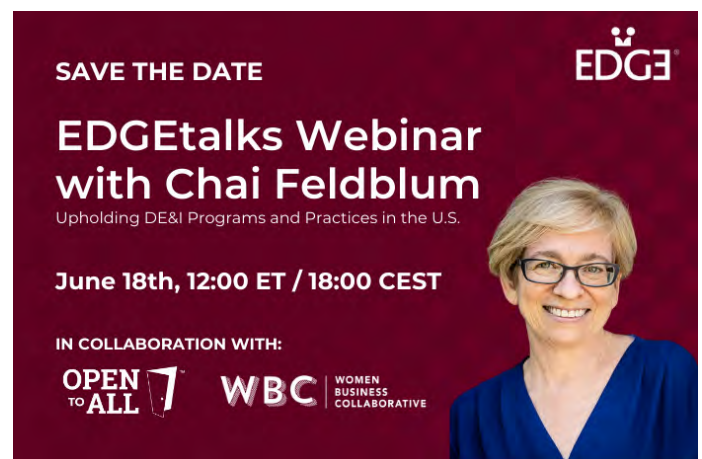 SAVE THE DATE
EDGE®
EDGEtalks Webinar
with Chai Feldblum
Upholding DE&I Programs and Practices in the U.S.
June 18th, 12:00 ET / 18:00 CEST
IN COLLABORATION WITH:
OPEN
TO ALL™
WBC
WOMEN
BUSINESS
COLLABORATIVE